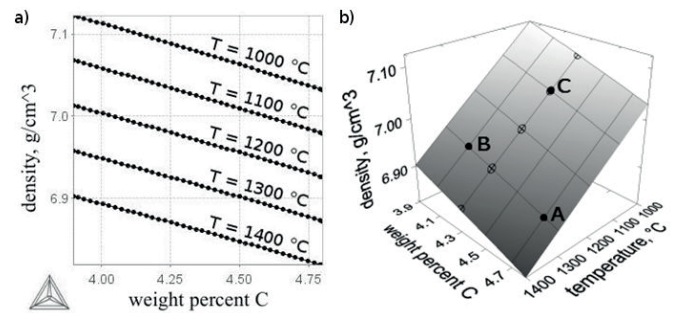 a)
density, g/cm^3
7.1
7.0
6.9
T = 1000 °C
T = 1100 °C
T = 1200 °C
T = 1300 °C
T = 1400 °C
4.00 4.25 4.50 4.75
weight percent C
b)
density, g/cm^3
7.10
7.00
6.90
C
B
A
3.9
4.1
4.3
4.5
4.7
weight percent C
1400 1300 1200 1100 1000
temperature, °C